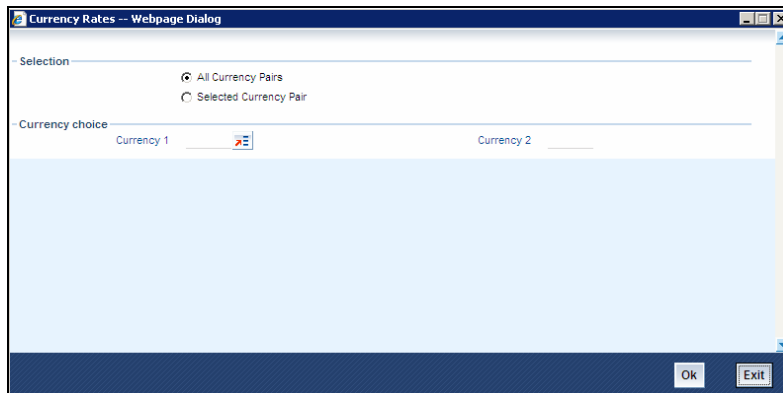 Currency Rates -- Webpage Dialog
Selection
All Currency Pairs
Selected Currency Pair
Currency choice
Currency 1
Currency 2
Ok
Exit